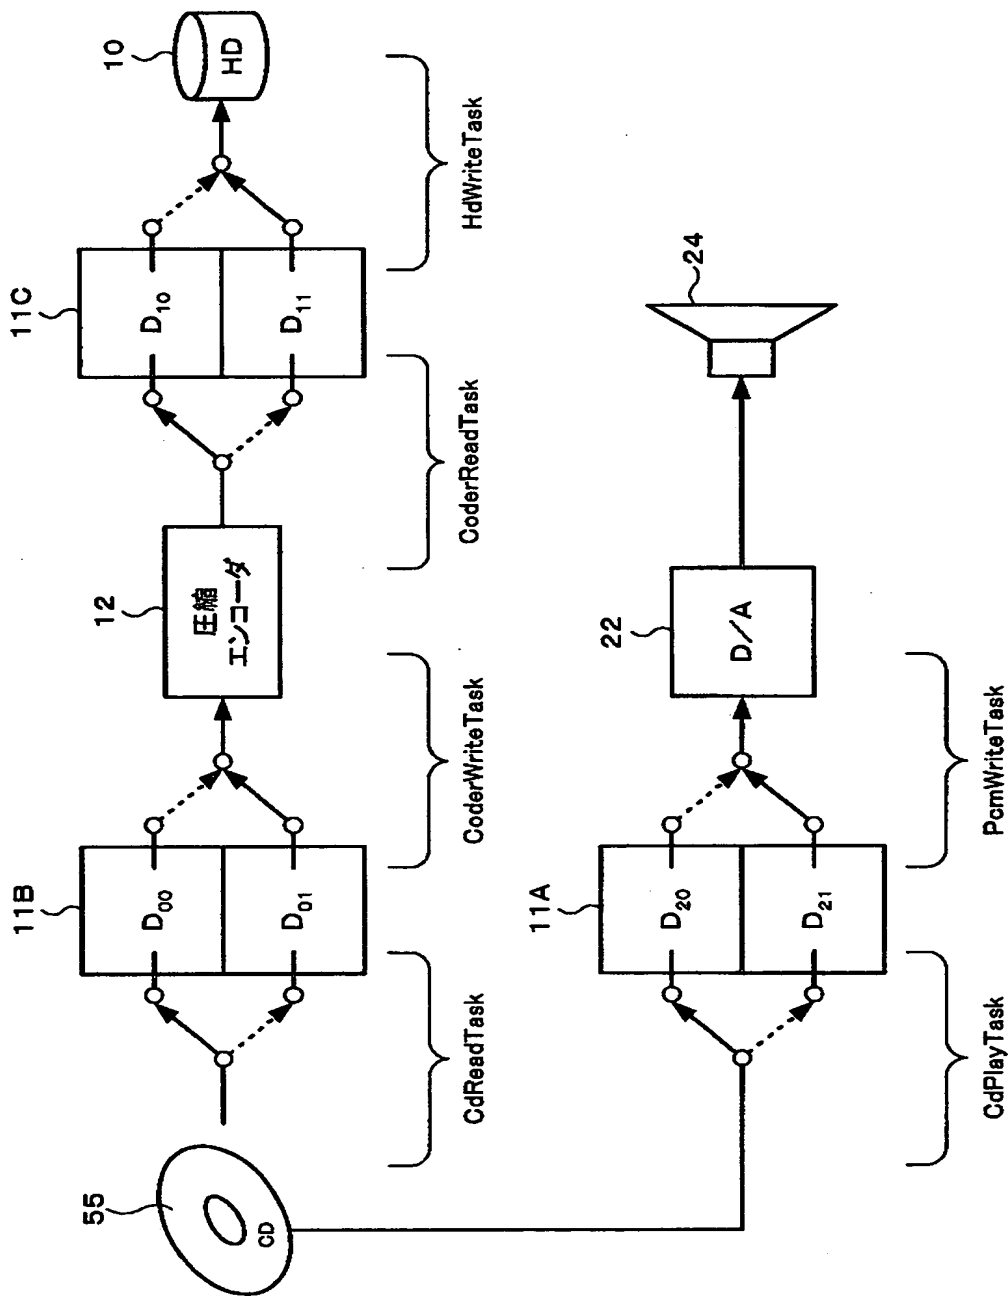 55
CD
11B
D00
D01
12
圧縮
エンコーダ
11C
D10
D11
10
HD
CdReadTask
CoderWriteTask
CoderReadTask
HdWriteTask
11A
D20
D21
22
D/A
24
CdPlayTask
PcmWriteTask